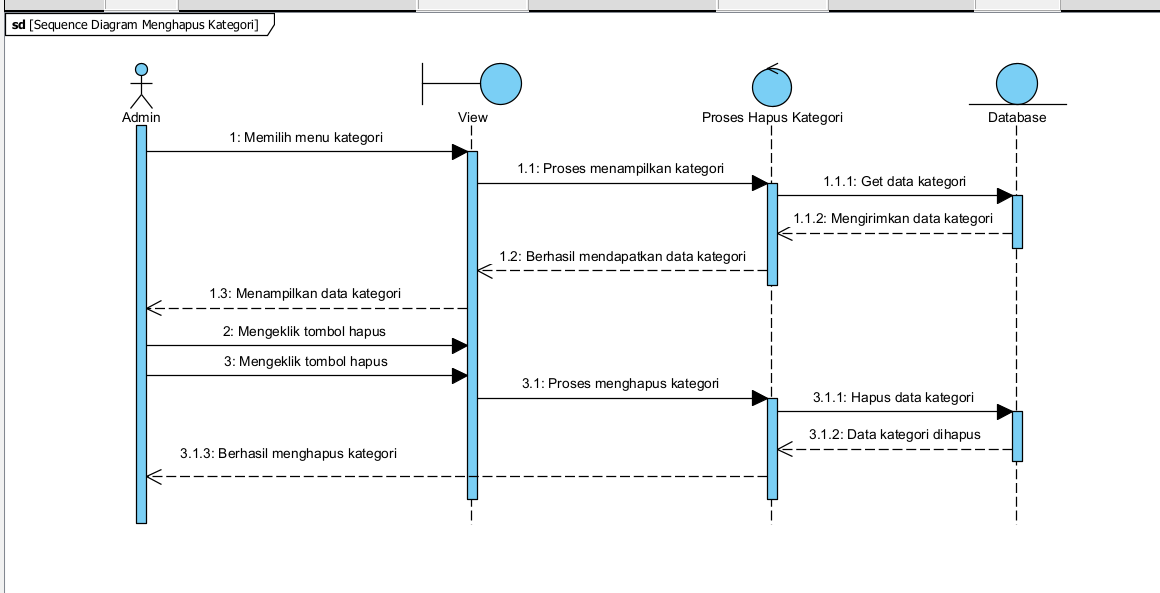 sd [Sequence Diagram Menghapus Kategori]
Admin
View
Proses Hapus Kategori
Database
1: Memilih menu kategori
1.1: Proses menampilkan kategori
1.1.1: Get data kategori
1.1.2: Mengirimkan data kategori
1.2: Berhasil mendapatkan data kategori
1.3: Menampilkan data kategori
2: Mengeklik tombol hapus
3: Mengeklik tombol hapus
3.1: Proses menghapus kategori
3.1.1: Hapus data kategori
3.1.2: Data kategori dihapus
3.1.3: Berhasil menghapus kategori